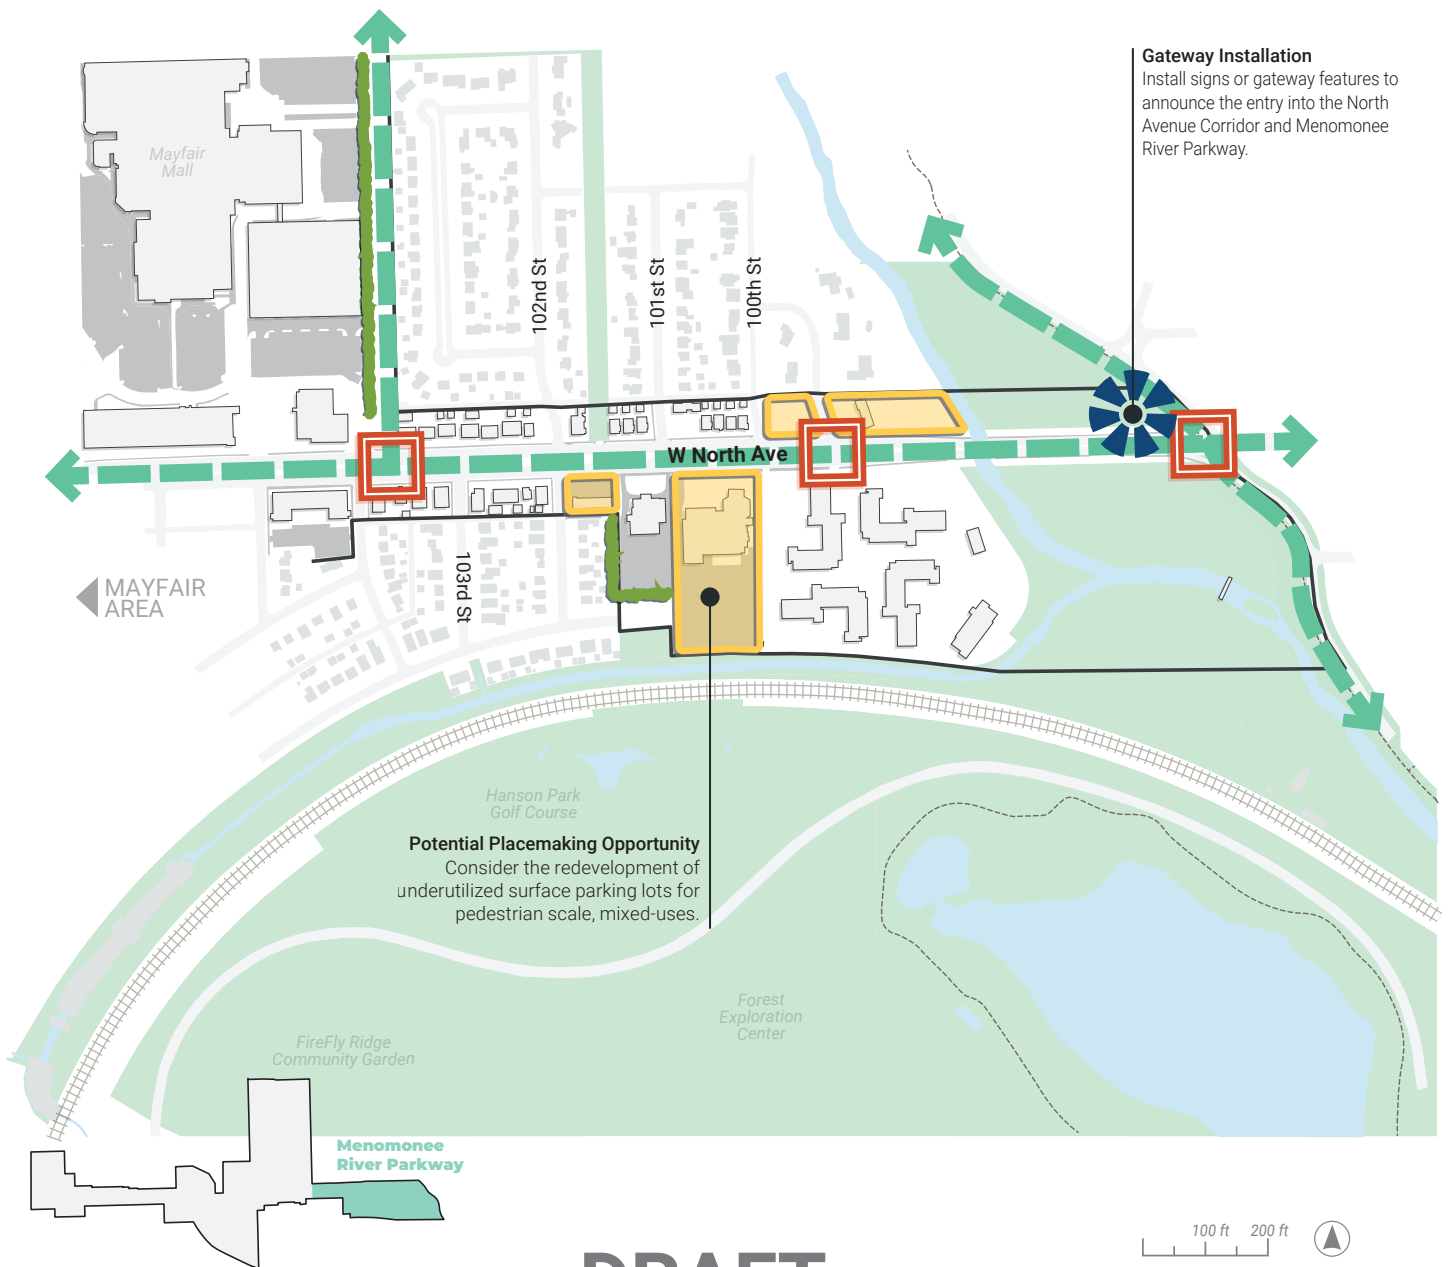 Gateway Installation
Install signs or gateway features to
announce the entry into the North
Avenue Corridor and Menomonee
River Parkway.
Mayfair
Mall
102nd St
101st St
100th St
W North Ave
MAYFAIR
AREA
103rd St
Hanson Park
Golf Course
Potential Placemaking Opportunity
Consider the redevelopment of
underutilized surface parking lots for
pedestrian scale, mixed-uses.
Forest
Exploration
Center
FireFly Ridge
Community Garden
Menomonee
River Parkway
100 ft 200 ft
DRAFT